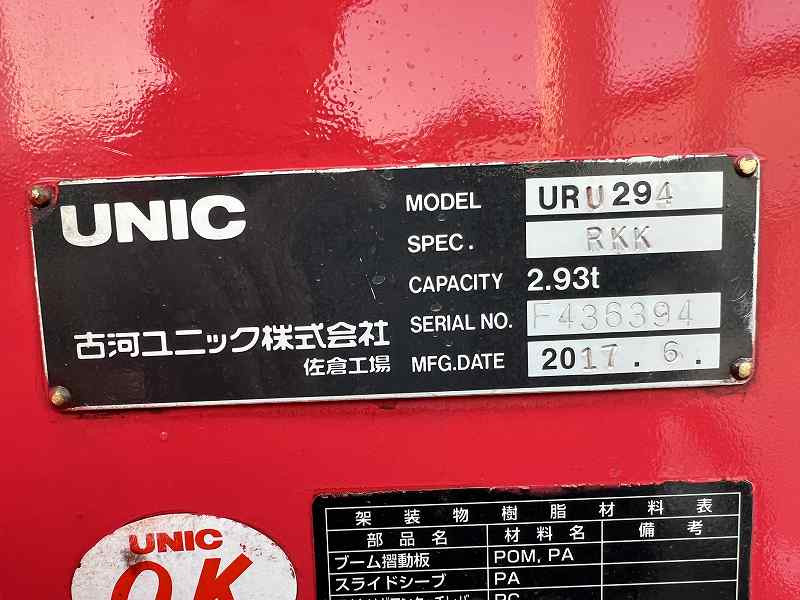 UNIC
MODEL URU294
SPEC. RKK
CAPACITY 2.93t
SERIAL NO. F436394
MFG.DATE 2017.6.
古河ユニック株式会社
佐倉工場
UNIC
OK
架装物樹脂材料表
部品名 材料名 備考
ブーム摺動板 POM, PA
スライドシーブ PA
PC